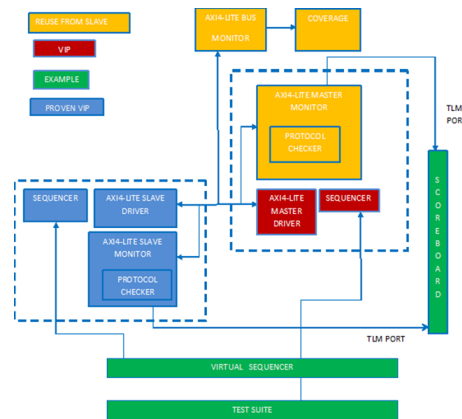 REUSE FROM SLAVE
VIP
EXAMPLE
PROVEN VIP
AXI4-LITE BUS
MONITOR
COVERAGE
AXI4-LITE MASTER
MONITOR
PROTOCOL
CHECKER
TLM
PORT
SEQUENCER
AXI4-LITE SLAVE
DRIVER
AXI4-LITE
MASTER
DRIVER
SEQUENCER
AXI4-LITE SLAVE
MONITOR
PROTOCOL
CHECKER
SCOREBOARD
TLM PORT
VIRTUAL SEQUENCER
TEST SUITE